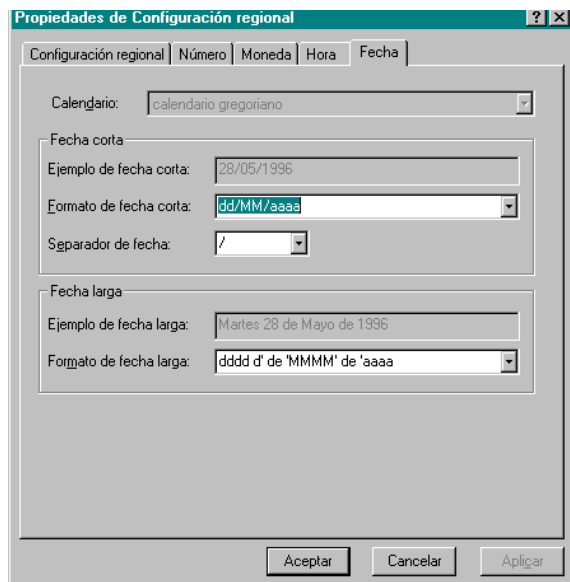 Propiedades de Configuración regional ? X
Configuración regional Número Moneda Hora Fecha
Calendario: calendario gregoriano
Fecha corta
Ejemplo de fecha corta: 28/05/1996
Formato de fecha corta: dd/MM/aaaa
Separador de fecha: /
Fecha larga
Ejemplo de fecha larga: Martes 28 de Mayo de 1996
Formato de fecha larga: dddd d' de 'MMMM' de 'aaaa
Aceptar Cancelar Aplicar